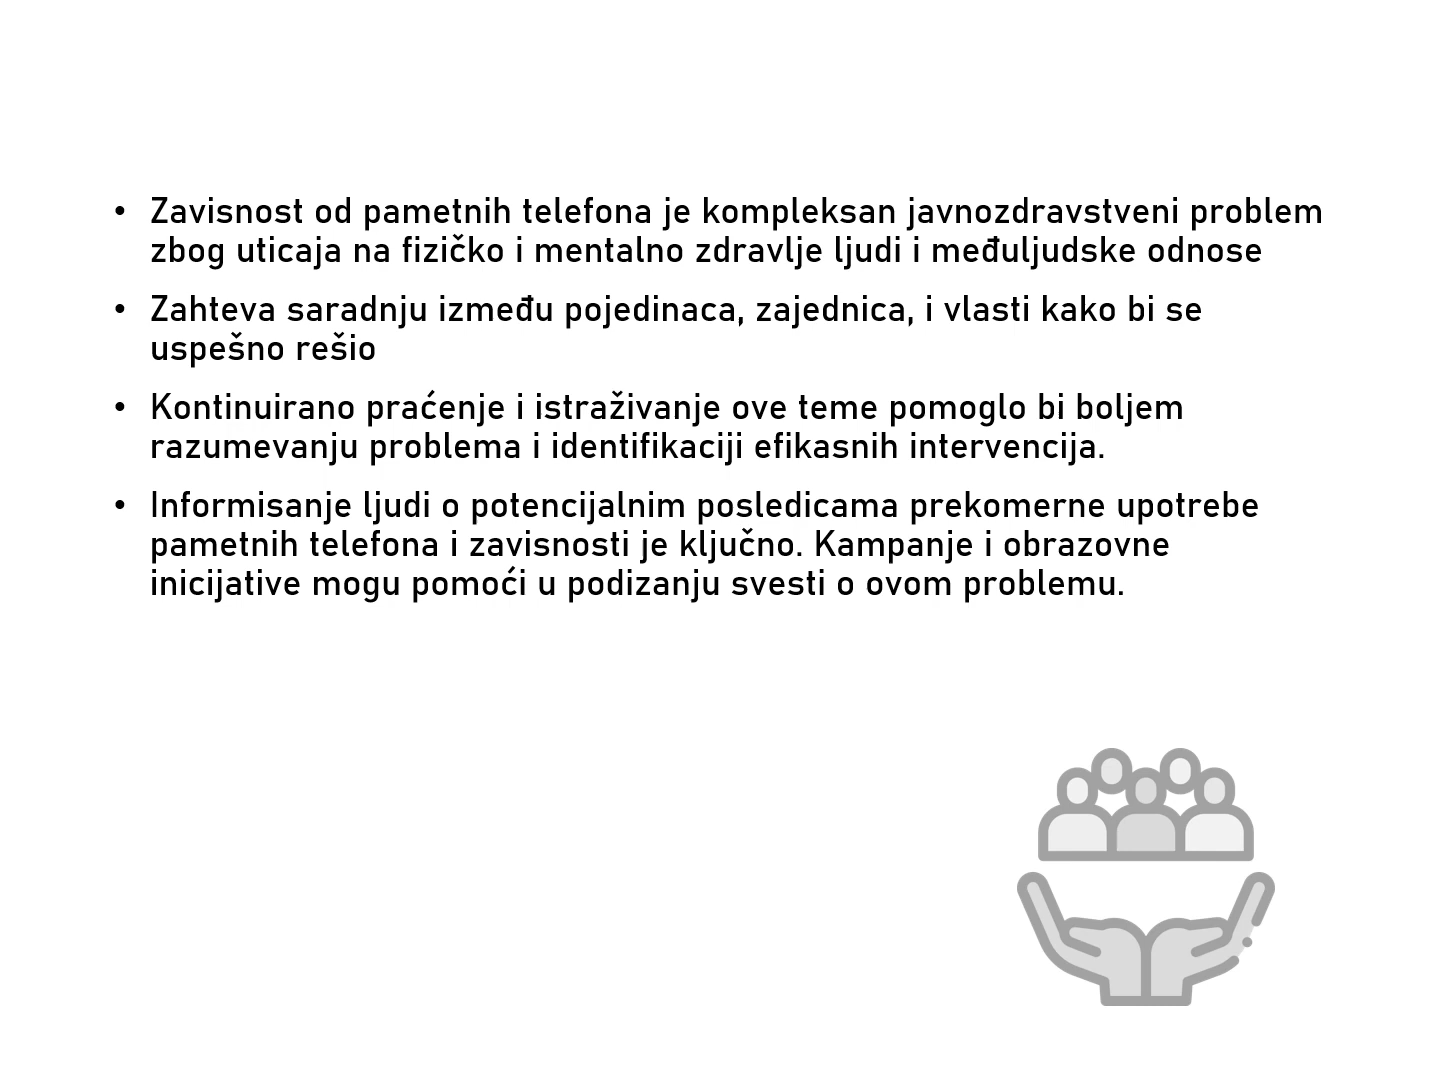 • Zavisnost od pametnih telefona je kompleksan javnozdravstveni problem
zbog uticaja na fizičko i mentalno zdravlje ljudi i međuljudske odnose
• Zahteva saradnju između pojedinaca, zajednica, i vlasti kako bi se
uspešno rešio
• Kontinuirano praćenje i istraživanje ove teme pomoglo bi boljem
razumevanju problema i identifikaciji efikasnih intervencija.
• Informisanje ljudi o potencijalnim posledicama prekomerne upotrebe
pametnih telefona i zavisnosti je ključno. Kampanje i obrazovne
inicijative mogu pomoći u podizanju svesti o ovom problemu.